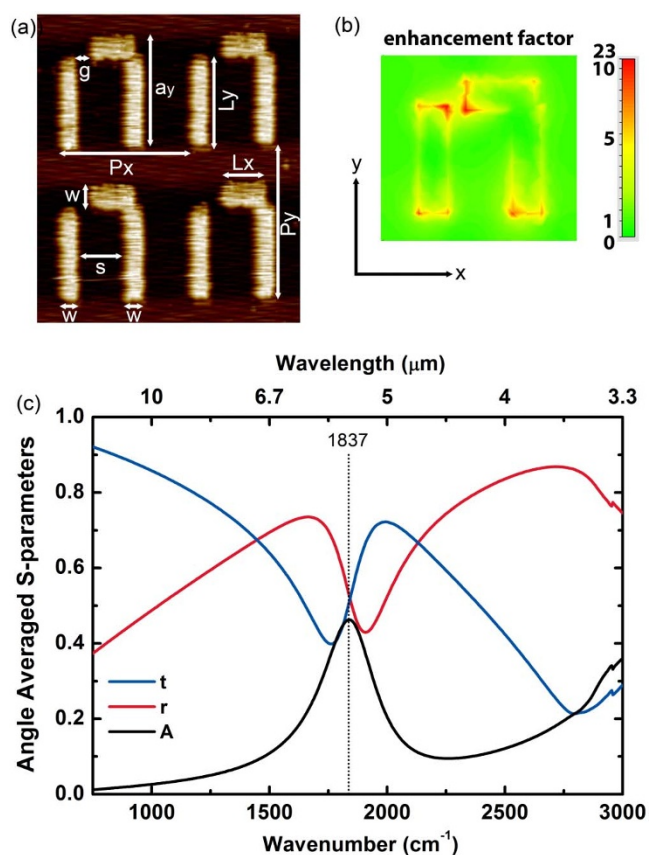 (a)
g
ay
Ly
Px
Lx
w
Py
s
w
w
(b)
enhancement factor
23
10
5
1
0
y
x
Wavelength (μm)
10
6.7
5
4
3.3
(c)
1837
1.0
0.8
0.6
0.4
0.2
0.0
Angle Averaged S-parameters
t
r
A
1000
1500
2000
2500
3000
Wavenumber (cm⁻¹)